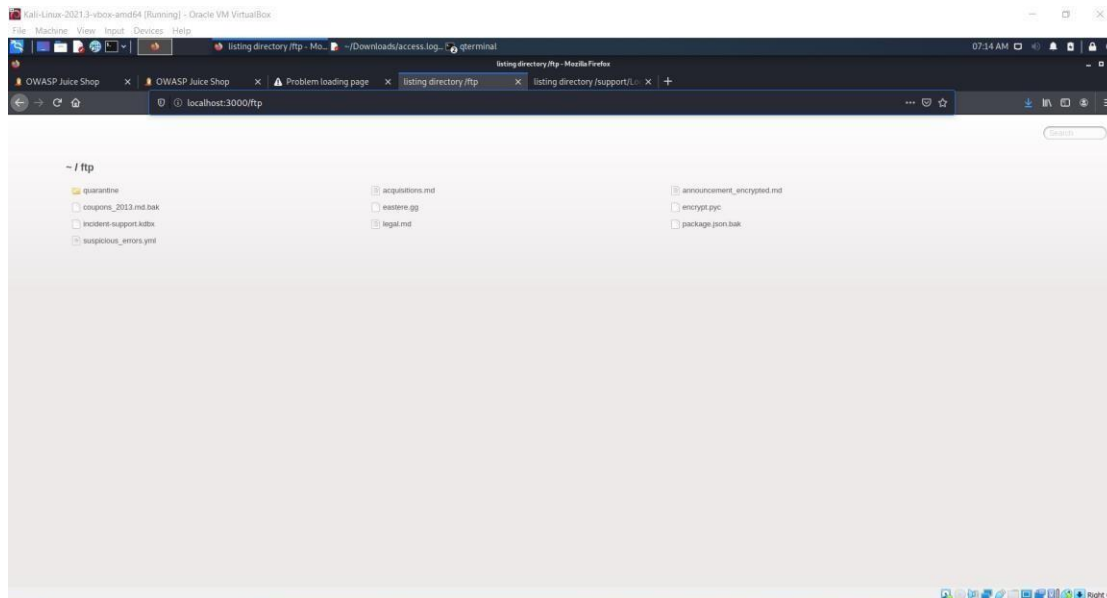 Kali-Linux-2021.3-vbox-amd64 [Running] - Oracle VM VirtualBox
File Machine View Input Devices Help
listing directory /ftp - Mo... ~/Downloads/access.log... qterminal 07:14 AM
listing directory /ftp - Mozilla Firefox
OWASP Juice Shop OWASP Juice Shop Problem loading page listing directory /ftp listing directory /support/Lo
localhost:3000/ftp
Search
~ / ftp
quarantine acquisitions.md announcement_encrypted.md
coupons_2013.md.bak eastere.gg encrypt.pyc
incident-support.kdbx legal.md package.json.bak
suspicious_errors.yml
Right